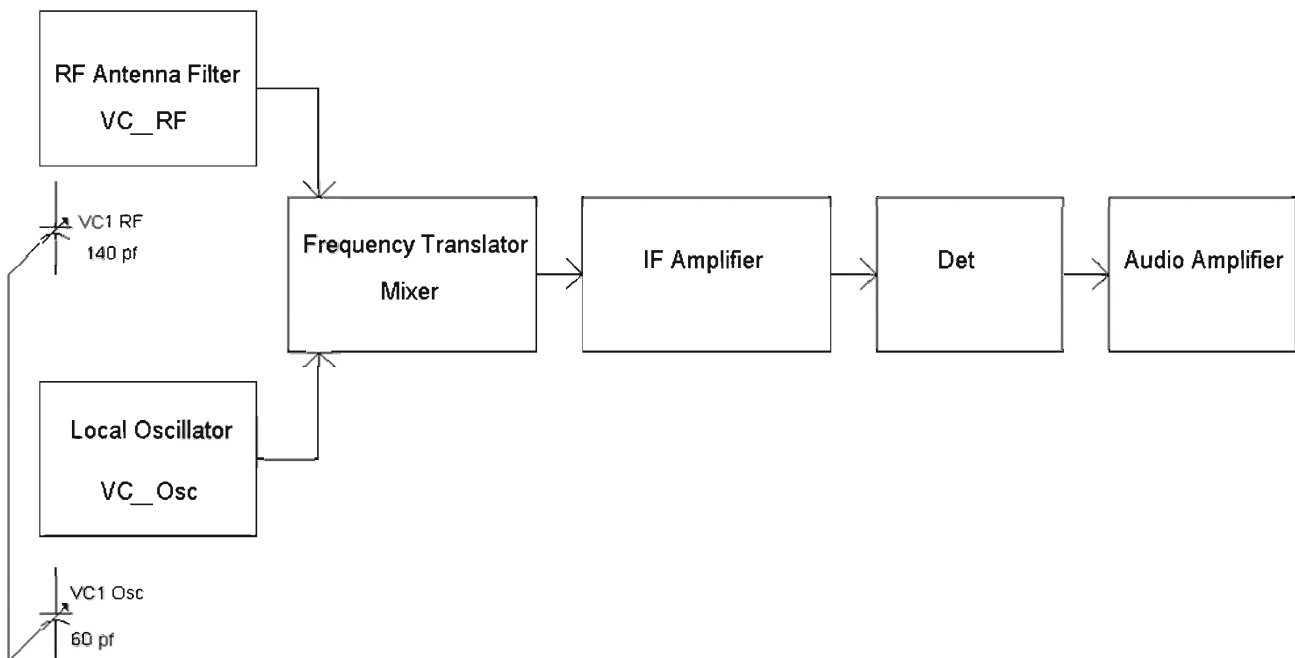 RF Antenna Filter
VC__RF
VC1 RF
140 pf
Frequency Translator
Mixer
IF Amplifier
Det
Audio Amplifier
Local Oscillator
VC__Osc
VC1 Osc
60 pf